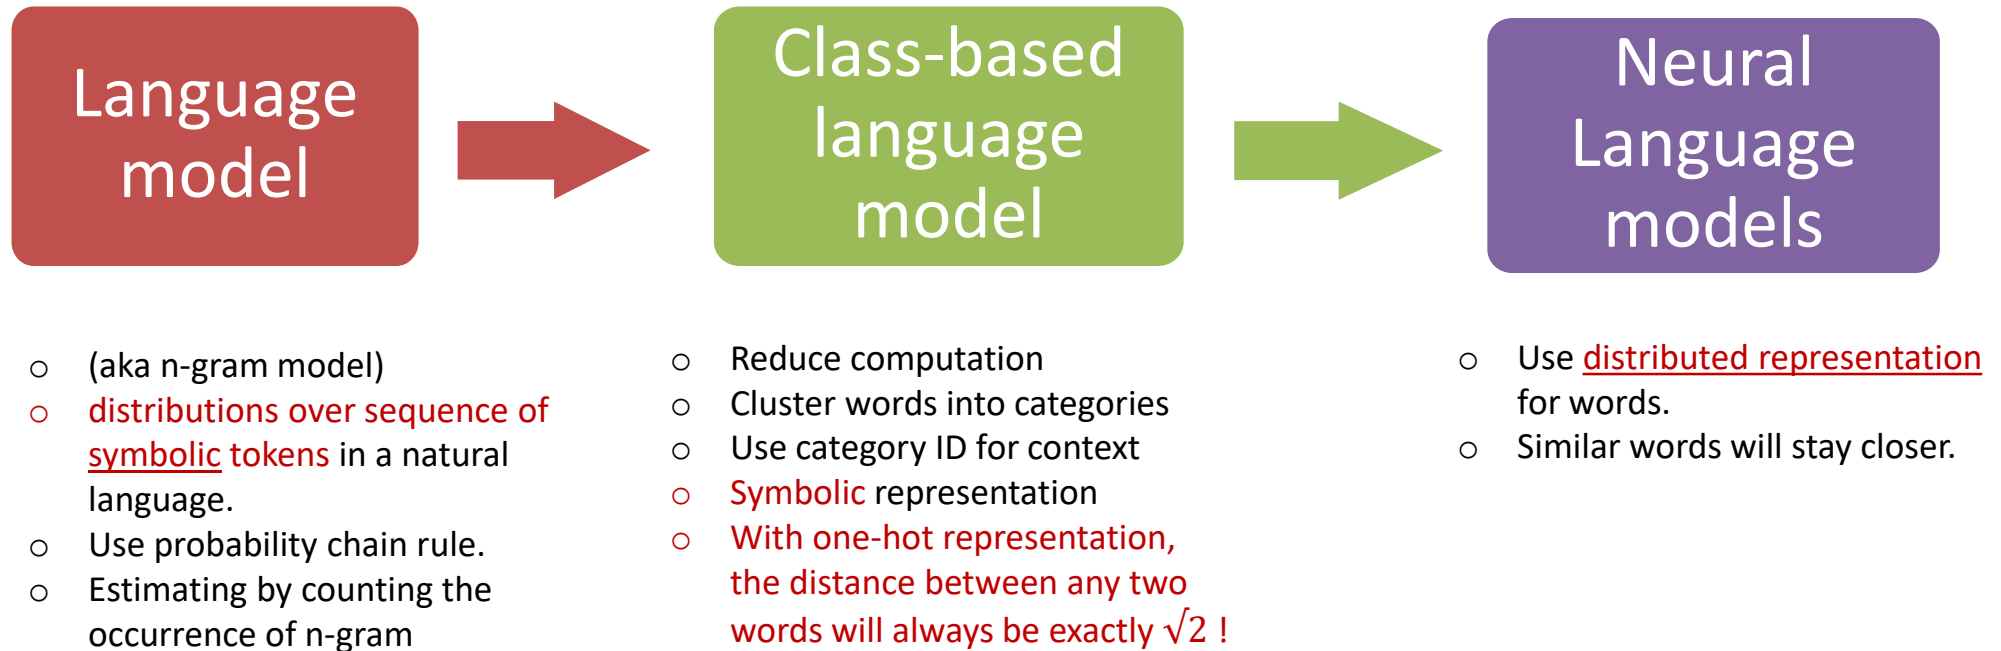 Language
model
Class-based
language
model
Neural
Language
models
o (aka n-gram model)
o distributions over sequence of
symbolic tokens in a natural
language.
o Use probability chain rule.
o Estimating by counting the
occurrence of n-gram
o Reduce computation
o Cluster words into categories
o Use category ID for context
o Symbolic representation
o With one-hot representation,
the distance between any two
words will always be exactly √2 !
o Use distributed representation
for words.
o Similar words will stay closer.